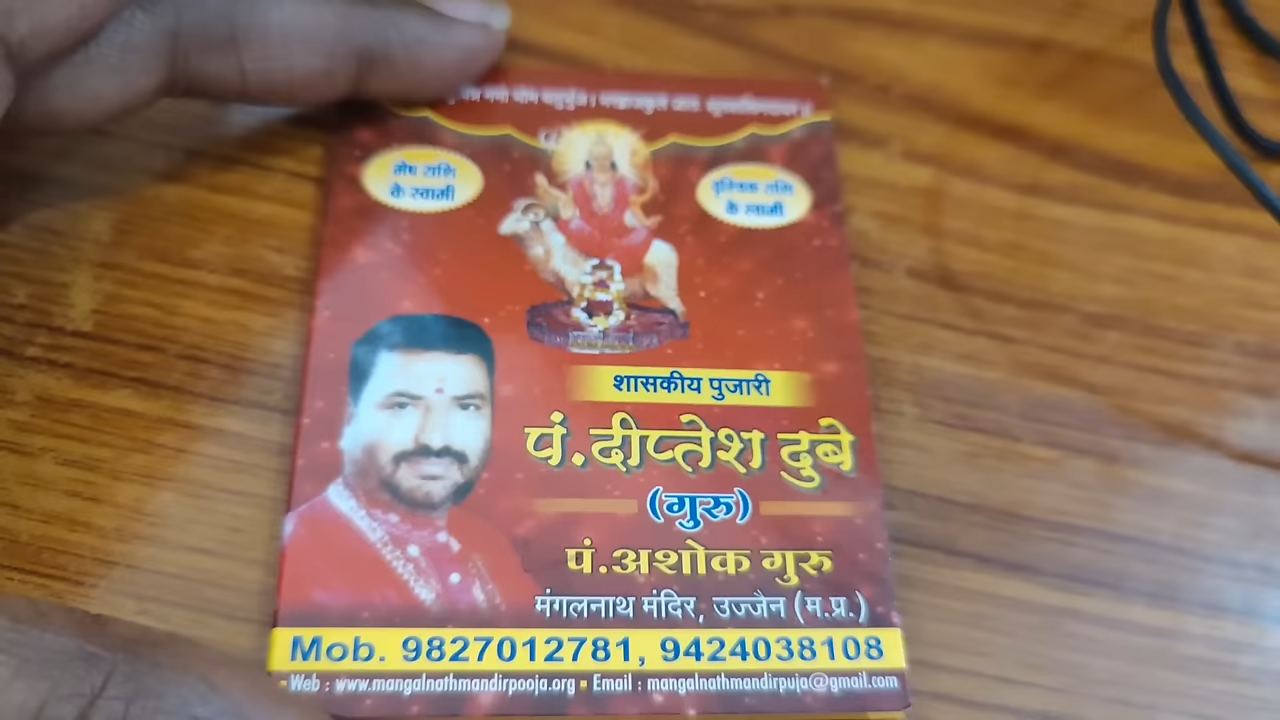 मेष राशि
के स्वामी
वृश्चिक राशि
के स्वामी
शासकीय पुजारी
पं.दीप्तेश दुबे
(गुरु)
पं.अशोक गुरु
मंगलनाथ मंदिर, उज्जैन (म.प्र.)
Mob. 9827012781, 9424038108
Web : www.mangalnathmandirpooja.org Email : mangalnathmandirpuja@gmail.com